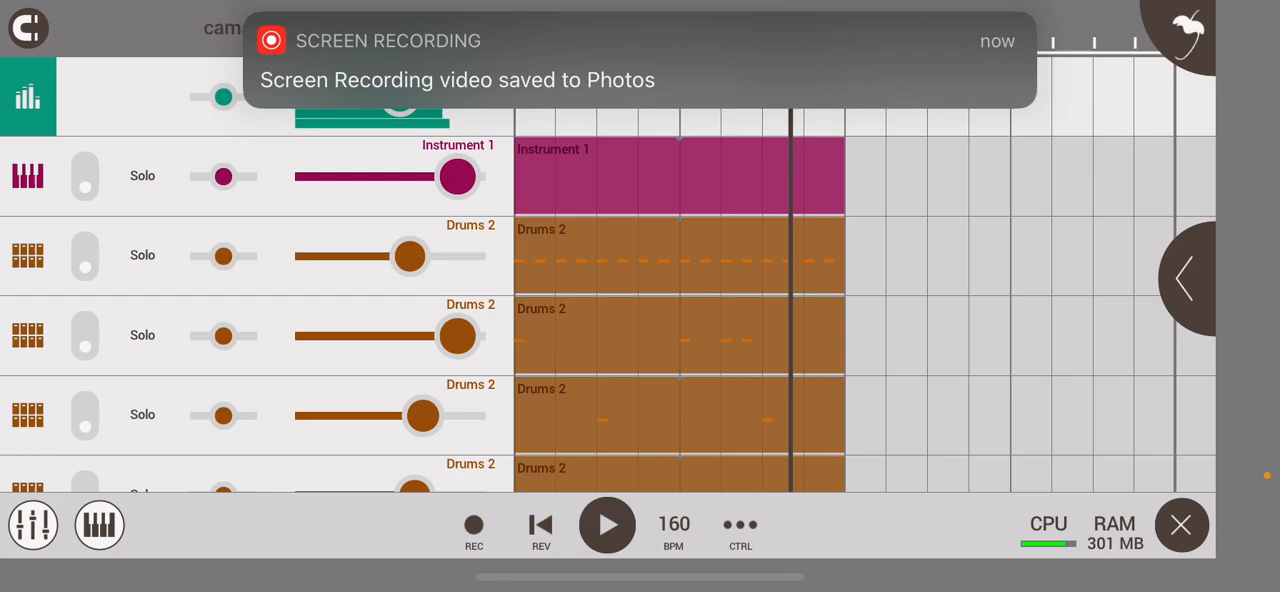 cam
SCREEN RECORDING
now
Screen Recording video saved to Photos
Instrument 1
Instrument 1
Solo
Drums 2
Drums 2
Solo
Drums 2
Drums 2
Solo
Drums 2
Drums 2
Solo
Drums 2
Drums 2
REC
REV
160
BPM
CTRL
CPU
RAM
301 MB